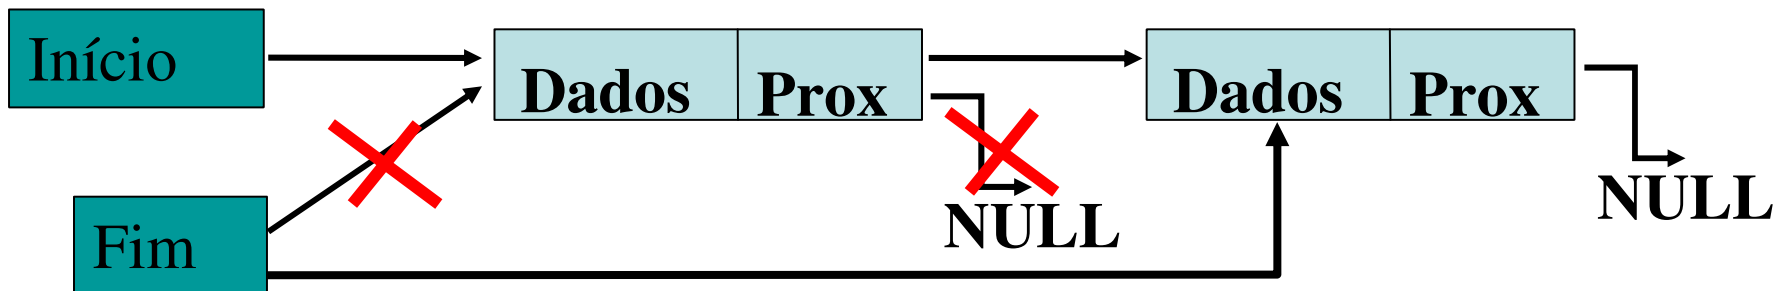 Início
Dados Prox
Dados Prox
NULL
NULL
Fim